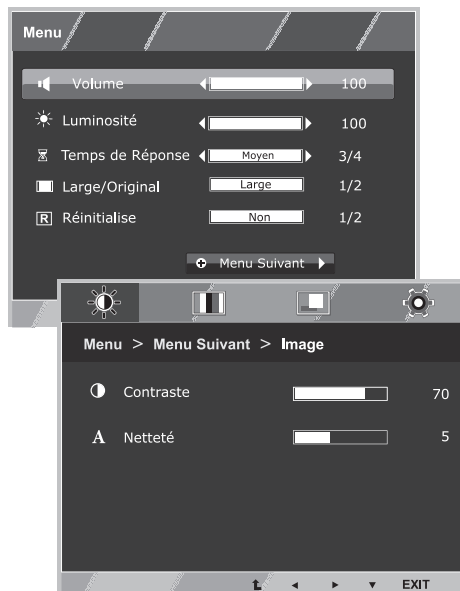 Menu
Volume 100
Luminosité 100
Temps de Réponse Moyen 3/4
Large/Original Large 1/2
R Réinitialise Non 1/2
Menu Suivant
Menu > Menu Suivant > Image
Contraste 70
A Netteté 5
EXIT